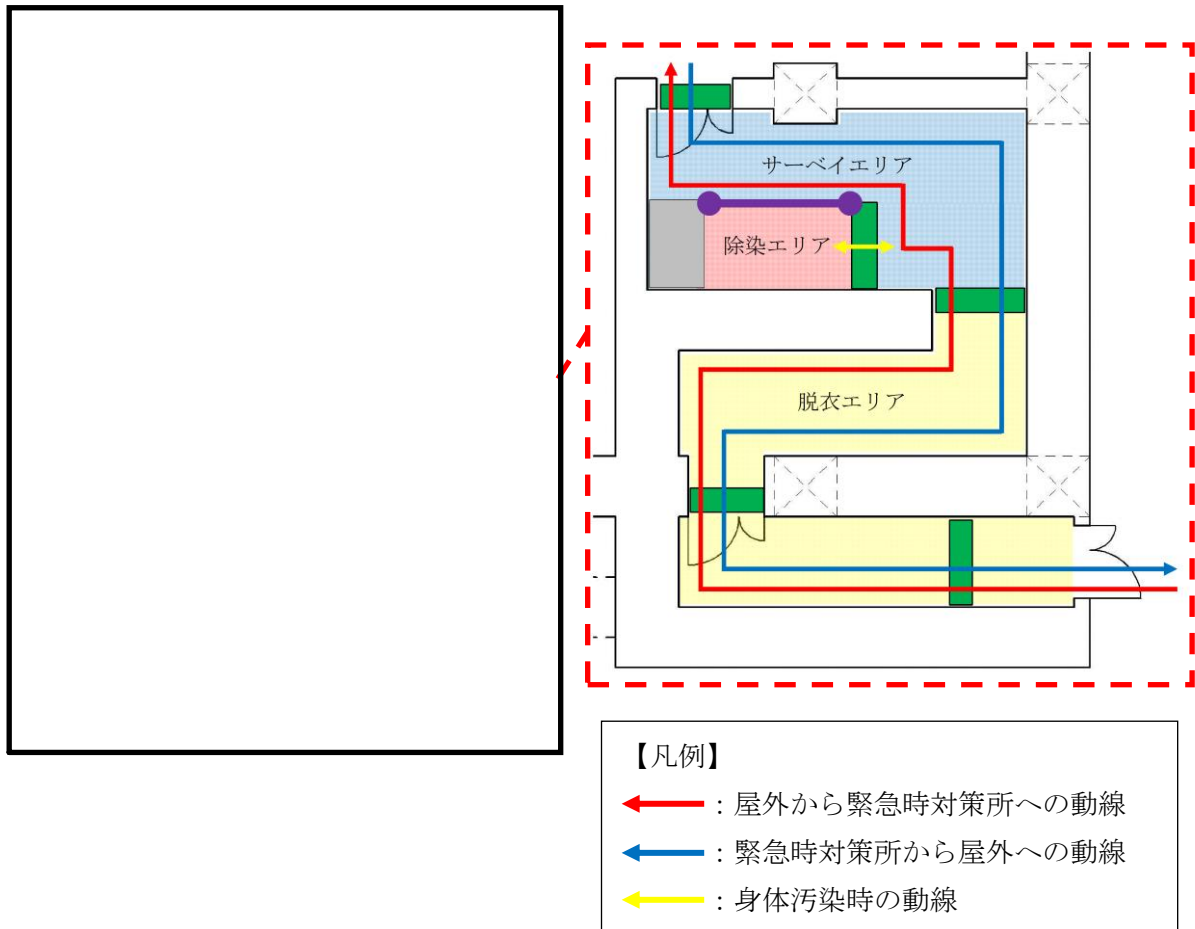 サーベイエリア
除染エリア
脱衣エリア
【凡例】
：屋外から緊急時対策所への動線
：緊急時対策所から屋外への動線
：身体汚染時の動線